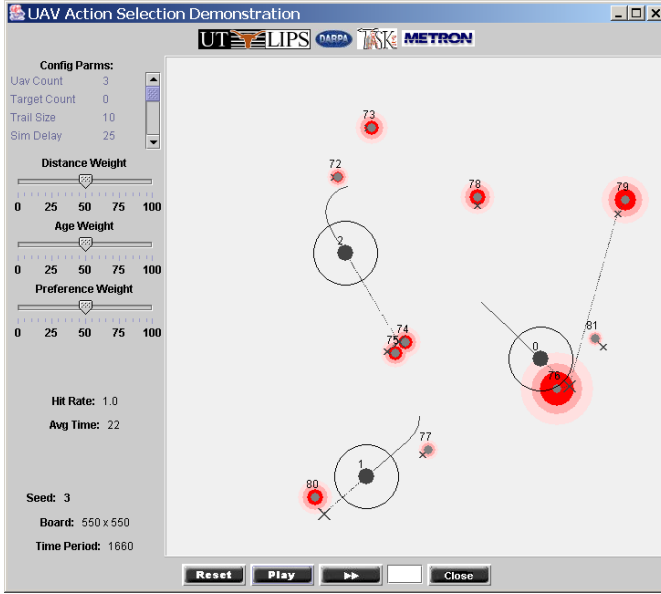 UAV Action Selection Demonstration
UT LIPS DARPA TASK METRON
Config Parms:
Uav Count 3
Target Count 0
Trail Size 10
Sim Delay 25
Distance Weight
0 25 50 75 100
Age Weight
0 25 50 75 100
Preference Weight
0 25 50 75 100
Hit Rate: 1.0
Avg Time: 22
Seed: 3
Board: 550 x 550
Time Period: 1660
73
72
78
79
2
74
75
81
0
76
77
1
80
Reset Play Close